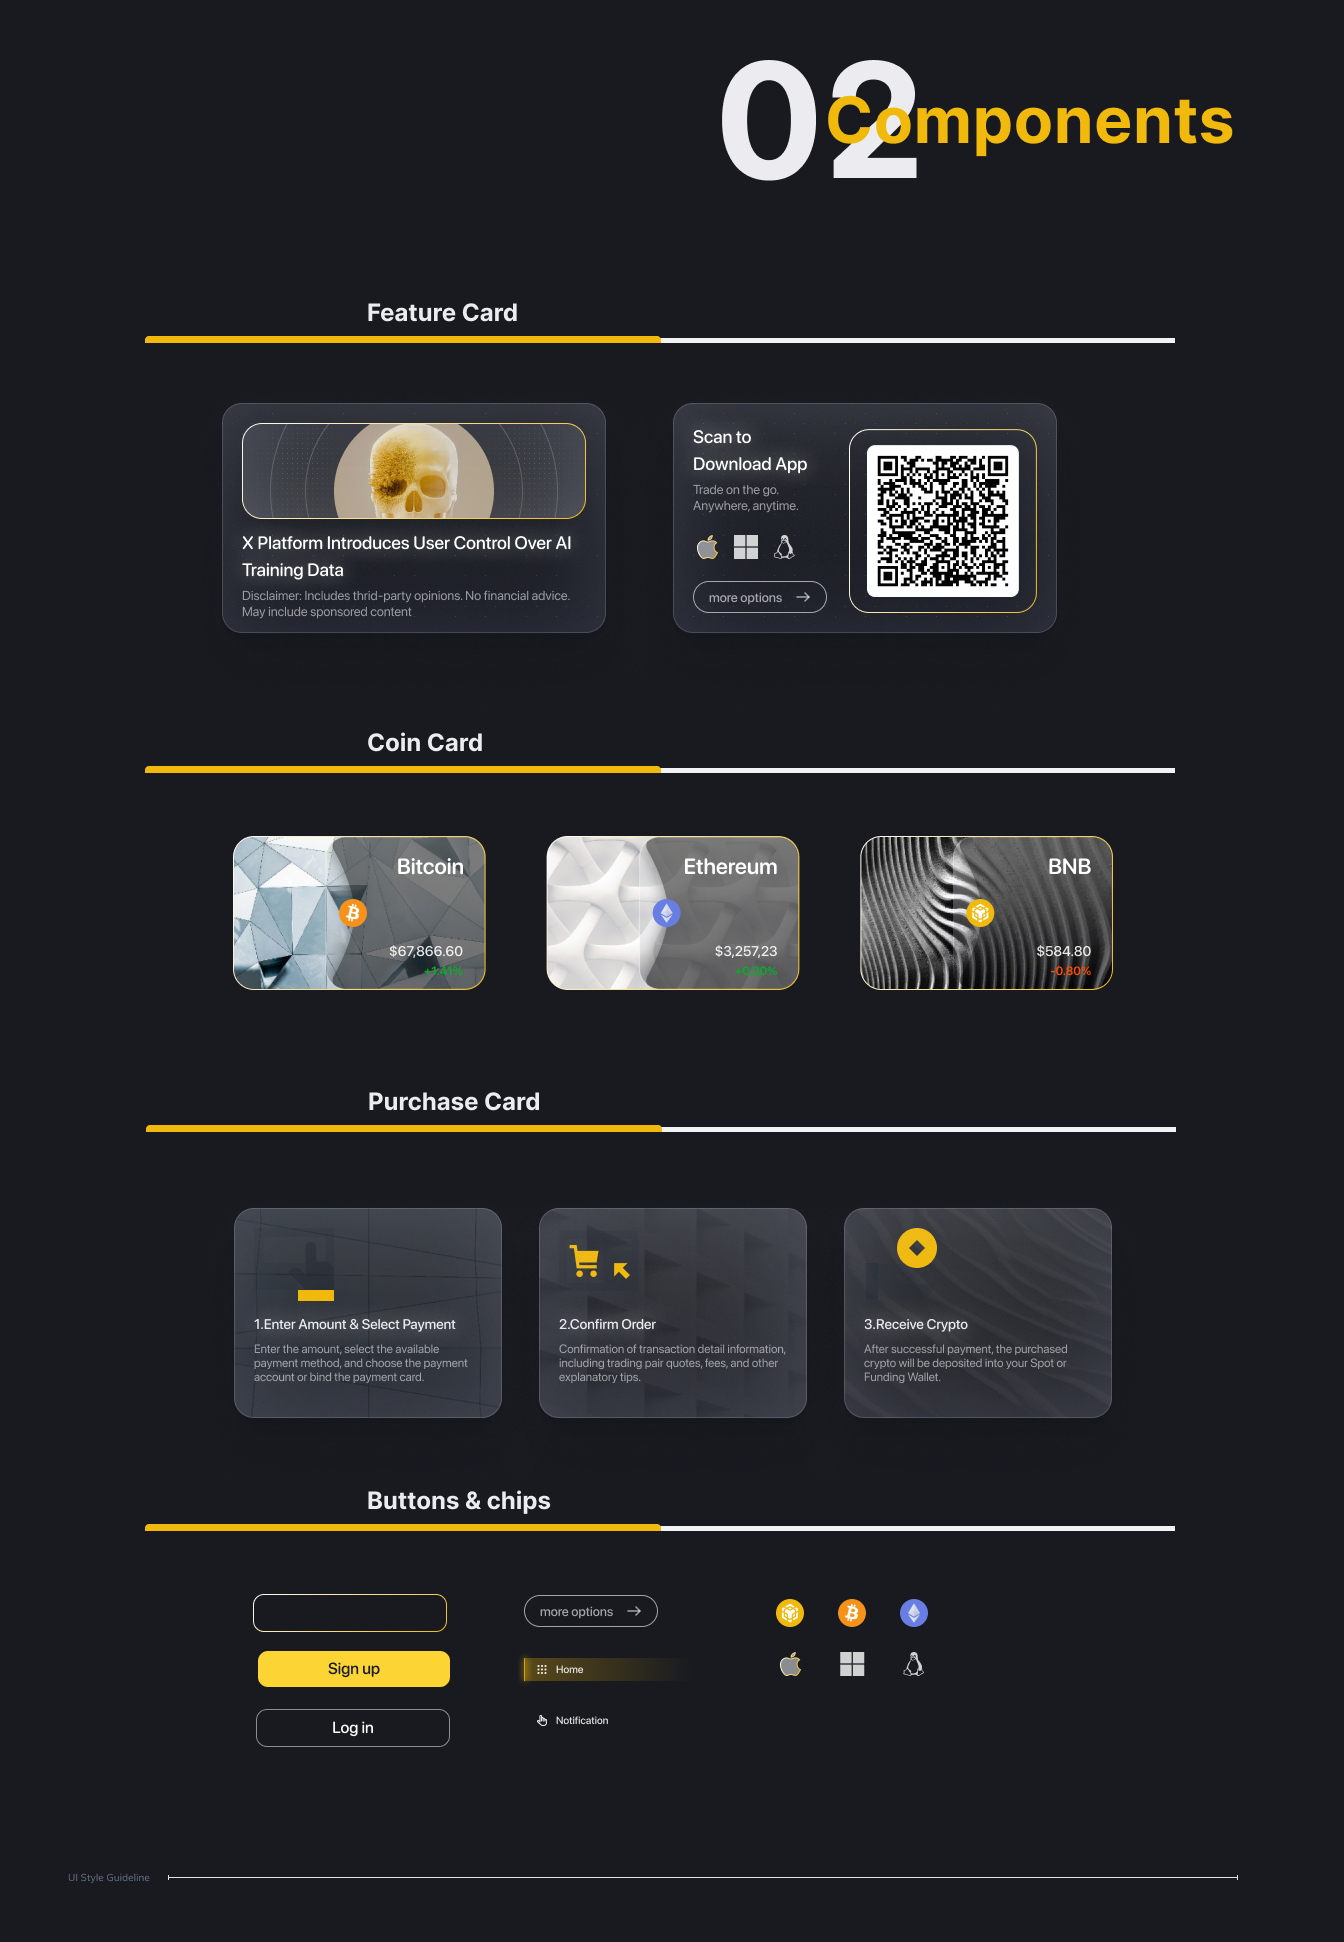 02
Components
Feature Card
X Platform Introduces User Control Over AI
Training Data
Disclaimer: Includes thrid-party opinions. No financial advice.
May include sponsored content
Scan to
Download App
Trade on the go.
Anywhere, anytime.
more options
Coin Card
Bitcoin
$67,866.60
+1.41%
Ethereum
$3,257,23
BNB
$584.80
-0.80%
Purchase Card
1.Enter Amount & Select Payment
Enter the amount, select the available
payment method, and choose the payment
account or bind the payment card.
2.Confirm Order
Confirmation of transaction detail information,
including trading pair quotes, fees, and other
explanatory tips.
3.Receive Crypto
After successful payment, the purchased
crypto will be deposited into your Spot or
Funding Wallet.
Buttons & chips
more options
Sign up
Home
Log in
Notification
UI Style Guideline